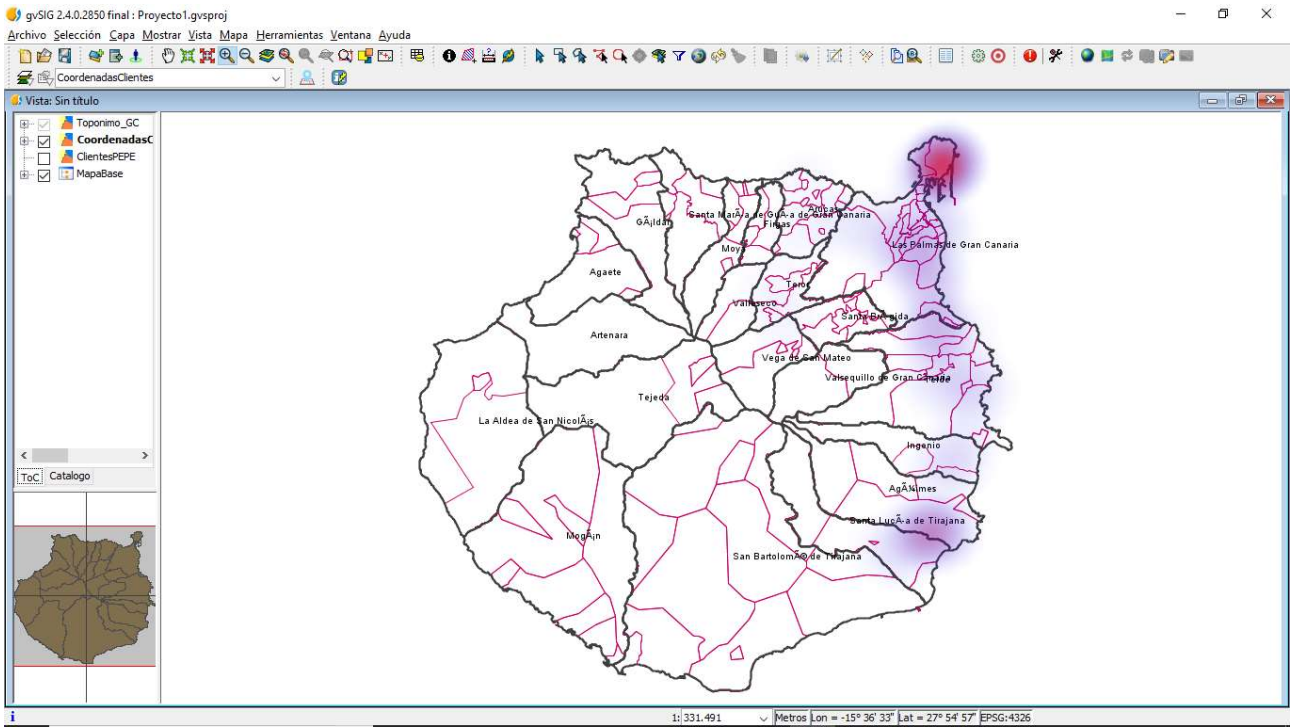 gvSIG 2.4.0.2850 final : Proyecto1.gvsproj
Archivo Selección Capa Mostrar Vista Mapa Herramientas Ventana Ayuda
CoordenadasClientes
Vista: Sin título
Toponimo_GC
CoordenadasC
ClientesPEPE
MapaBase
ToC Catalogo
GÃ¡ldar
Santa MarÃ­a de GuÃ­a de Gran Canaria
Arucas
Firgas
Moya
Las Palmas de Gran Canaria
Agaete
Teror
Valleseco
Santa BrÃ­gida
Artenara
Vega de San Mateo
Valsequillo de Gran Canaria
Telde
Tejeda
La Aldea de San NicolÃ¡s
Ingenio
AgÃ¼imes
Santa LucÃ­a de Tirajana
MogÃ¡n
San BartolomÃ© de Tirajana
1: 331.491 Metros Lon = -15° 36' 33" Lat = 27° 54' 57" EPSG:4326